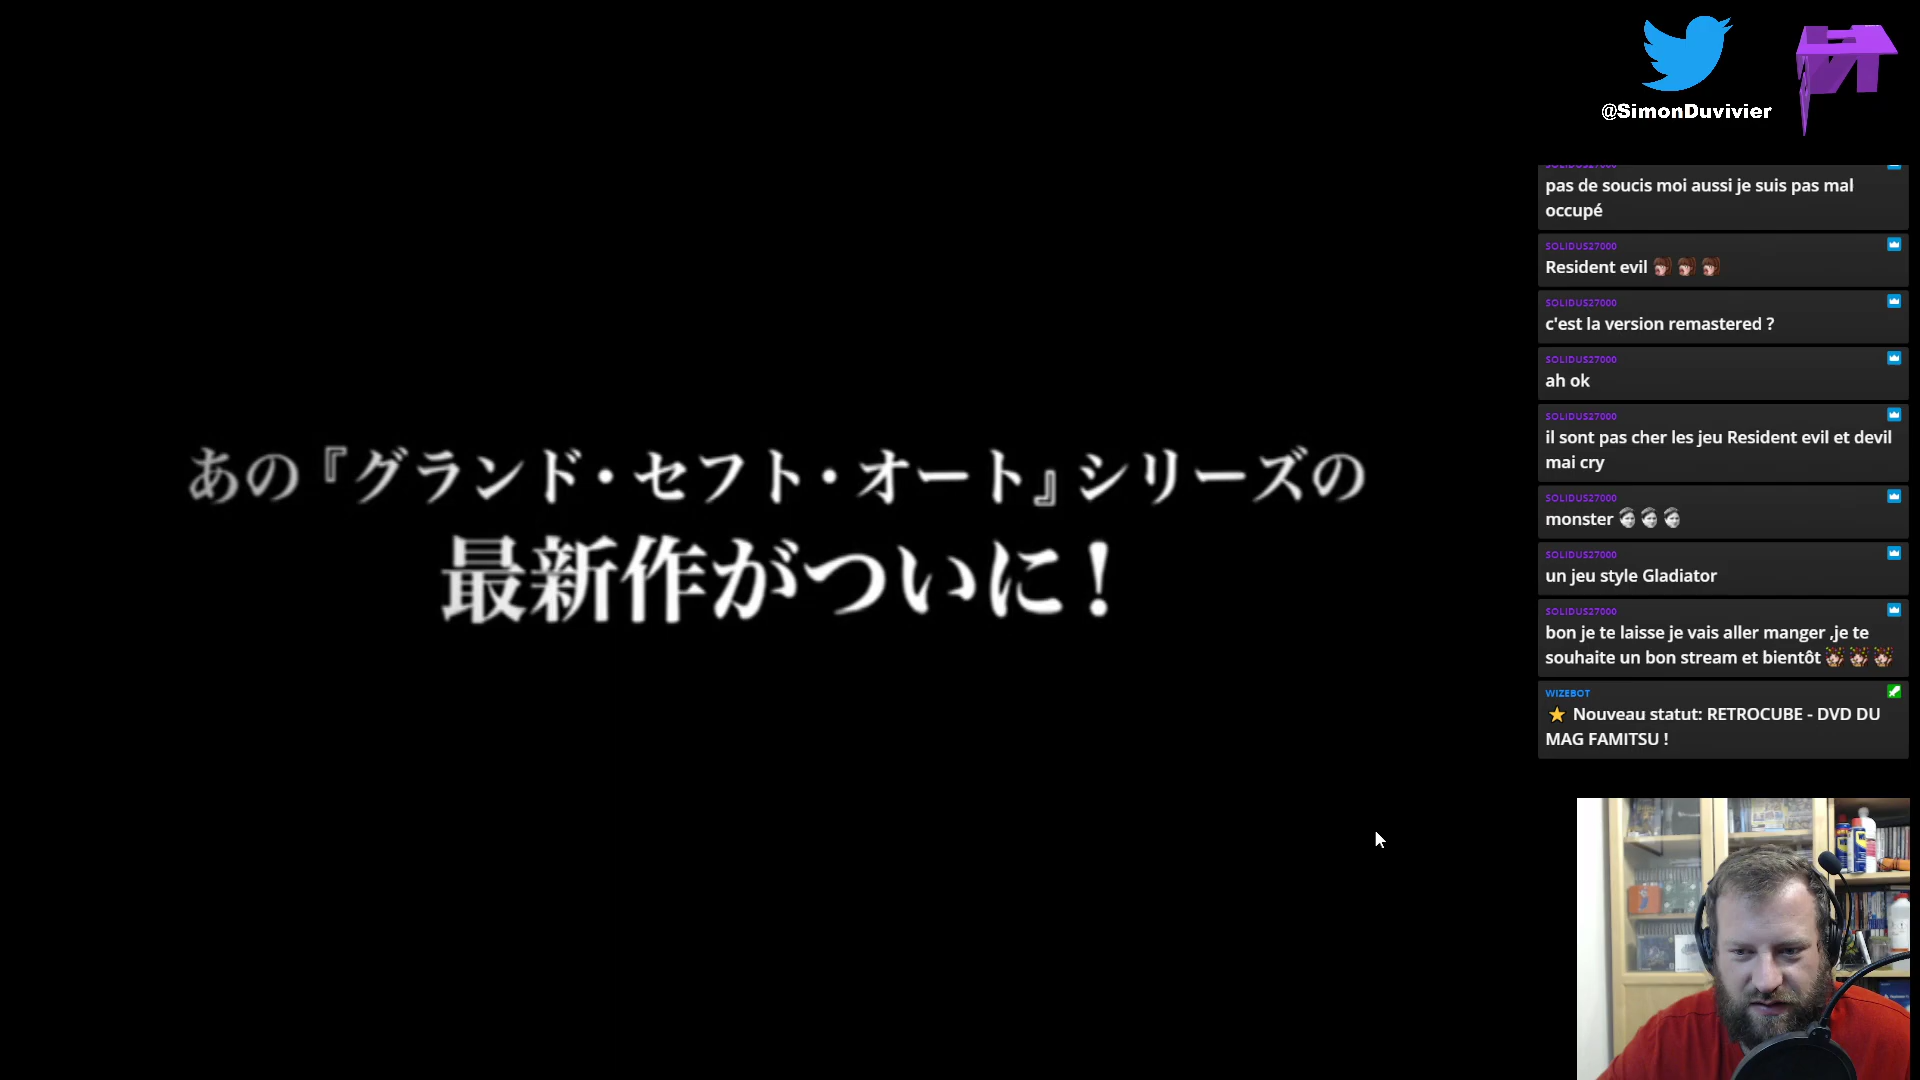 @SimonDuvivier
あの『グランド・セフト・オート』シリーズの
最新作がついに！
SOLIDUS27000
pas de soucis moi aussi je suis pas mal
occupé
SOLIDUS27000
Resident evil
SOLIDUS27000
c'est la version remastered ?
SOLIDUS27000
ah ok
SOLIDUS27000
il sont pas cher les jeu Resident evil et devil
mai cry
SOLIDUS27000
monster
SOLIDUS27000
un jeu style Gladiator
SOLIDUS27000
bon je te laisse je vais aller manger ,je te
souhaite un bon stream et bientôt
WIZEBOT
Nouveau statut: RETROCUBE - DVD DU
MAG FAMITSU !